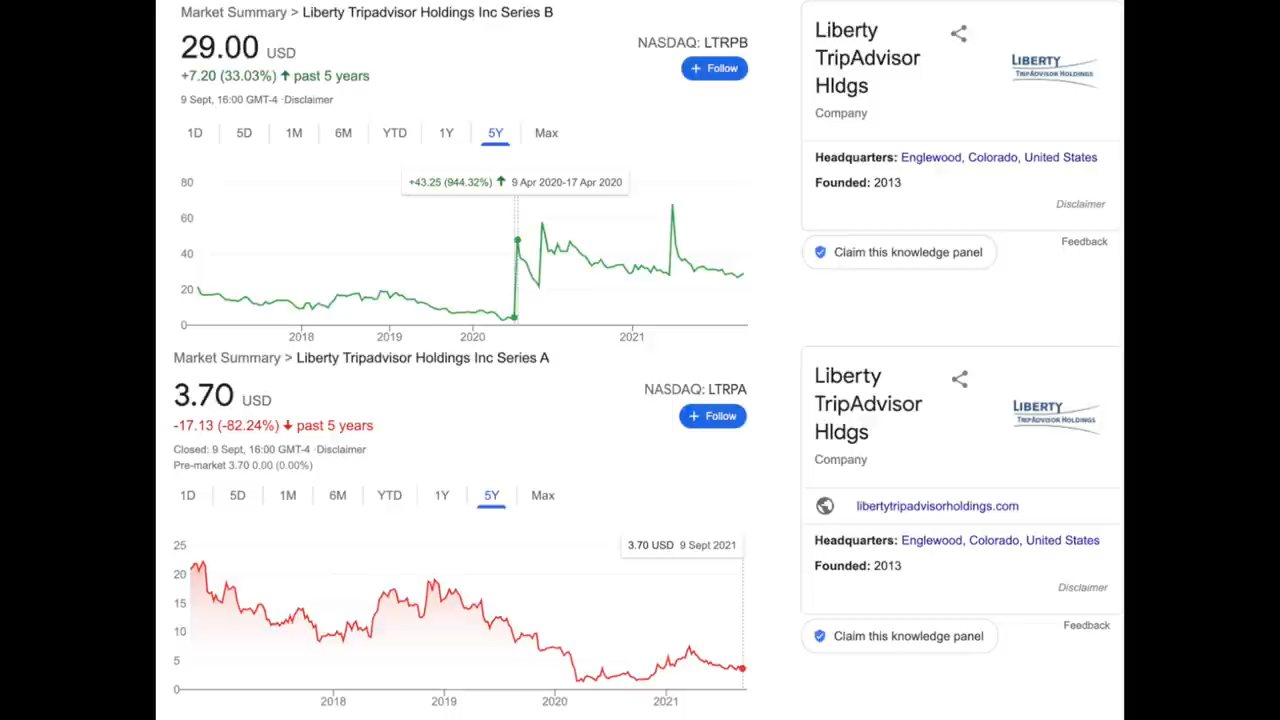 Market Summary > Liberty Tripadvisor Holdings Inc Series B
29.00 USD
NASDAQ: LTRPB
+7.20 (33.03%) ↑ past 5 years
+ Follow
9 Sept, 16:00 GMT-4 ·Disclaimer
1D 5D 1M 6M YTD 1Y 5Y Max
+43.25 (944.32%) ↑ 9 Apr 2020-17 Apr 2020
80
60
40
20
0
2018 2019 2020 2021
Liberty
TripAdvisor
Hldgs
LIBERTY
TRIPADVISOR HOLDINGS
Company
Headquarters: Englewood, Colorado, United States
Founded: 2013
Disclaimer
Feedback
Claim this knowledge panel
Market Summary > Liberty Tripadvisor Holdings Inc Series A
3.70 USD
NASDAQ: LTRPA
-17.13 (-82.24%) ↓ past 5 years
+ Follow
Closed: 9 Sept, 16:00 GMT-4 ·Disclaimer
Pre-market 3.70 0.00 (0.00%)
1D 5D 1M 6M YTD 1Y 5Y Max
3.70 USD 9 Sept 2021
25
20
15
10
5
0
2018 2019 2020 2021
Liberty
TripAdvisor
Hldgs
LIBERTY
TRIPADVISOR HOLDINGS
Company
libertytripadvisorholdings.com
Headquarters: Englewood, Colorado, United States
Founded: 2013
Disclaimer
Feedback
Claim this knowledge panel